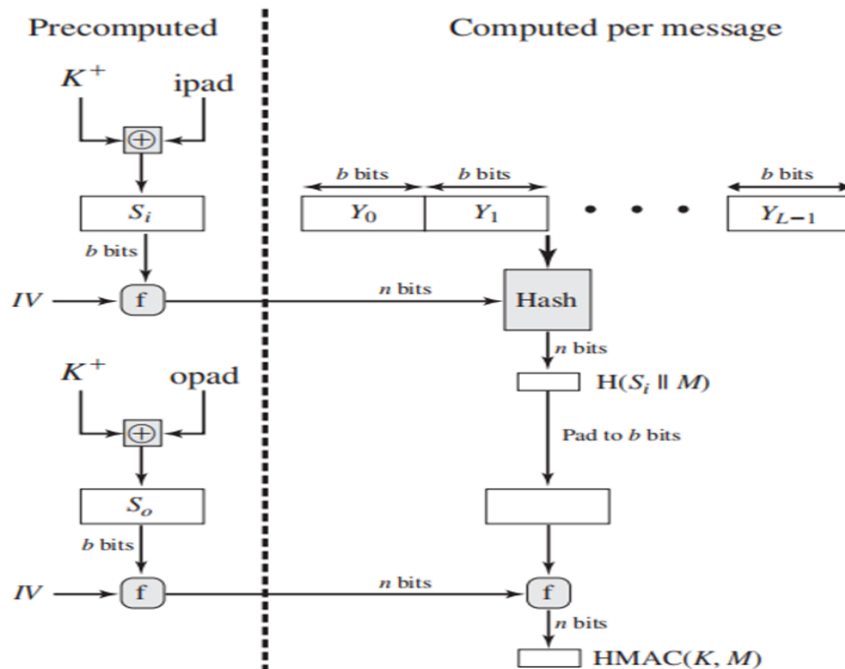 Precomputed
Computed per message
K⁺ ipad
⊕
b bits b bits b bits
Sᵢ
Y₀ Y₁ • • • Y_{L−1}
b bits
IV f n bits Hash
n bits
K⁺ opad
H(Sᵢ || M)
⊕
Pad to b bits
Sₒ
b bits
IV f n bits f
n bits
HMAC(K, M)